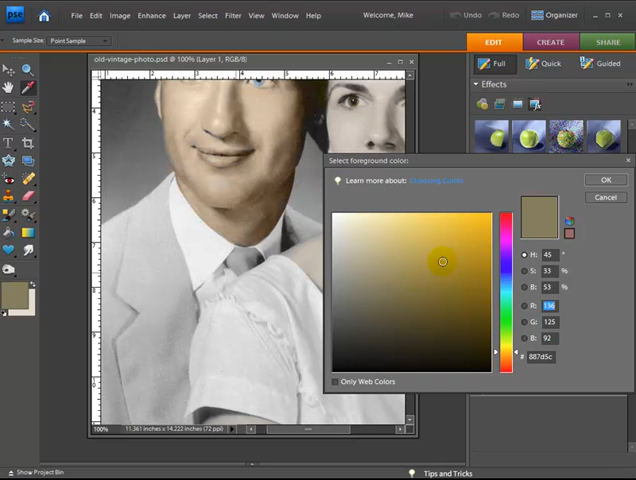 pse File Edit Image Enhance Layer Select Filter View Window Help Welcome, Mike Undo Redo Organizer
Sample Size: Point Sample
EDIT CREATE SHARE
old-vintage-photo.psd @ 100% (Layer 1, RGB/8)
Full Quick Guided
Effects
Select foreground color:
Learn more about:
OK
Cancel
H: 45 °
S: 33 %
B: 53 %
R: 136
G: 125
B: 92
# 887d5c
Only Web Colors
100% 11.361 inches x 14.222 inches (72 ppi)
Show Project Bin
Tips and Tricks